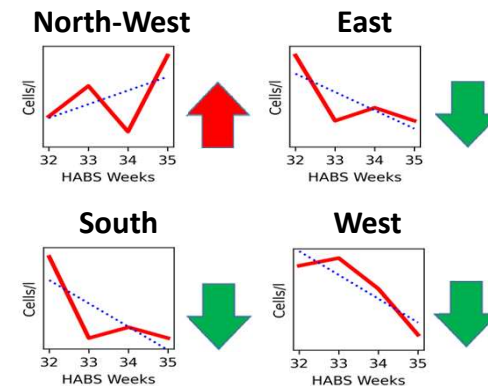 North-West
Cells/l
32 33 34 35
HABS Weeks
East
Cells/l
32 33 34 35
HABS Weeks
South
Cells/l
32 33 34 35
HABS Weeks
West
Cells/l
32 33 34 35
HABS Weeks